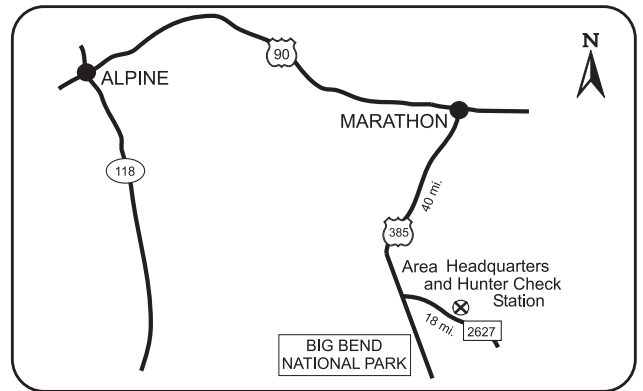 N
90
ALPINE
MARATHON
118
40 mi.
385
Area Headquarters
and Hunter Check
Station
18 mi.
2627
BIG BEND
NATIONAL PARK